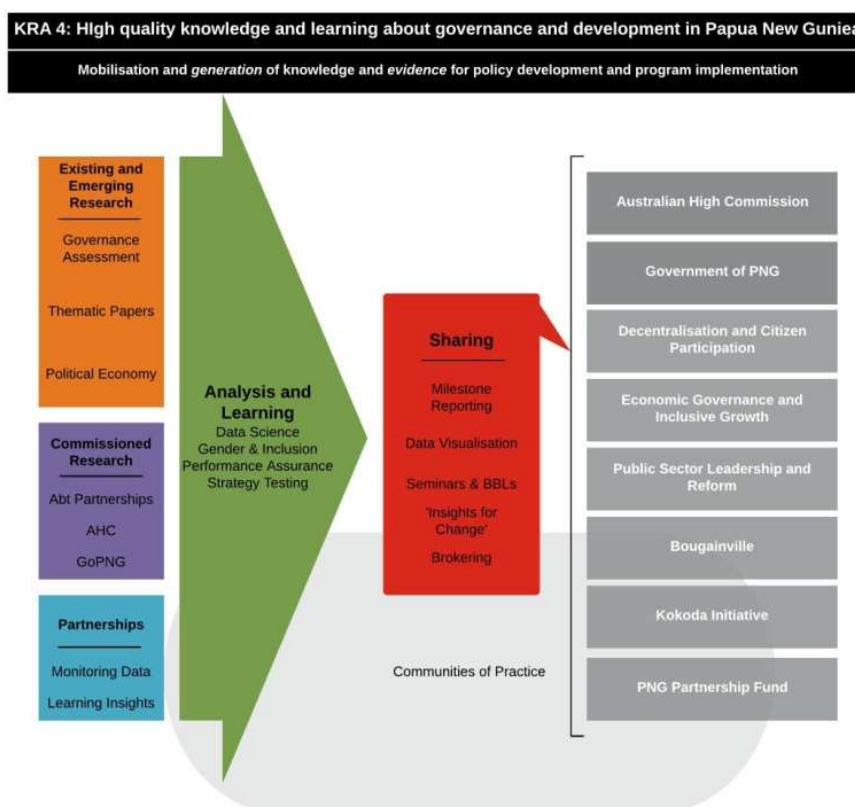 KRA 4: HIgh quality knowledge and learning about governance and development in Papua New Guniea
Mobilisation and generation of knowledge and evidence for policy development and program implementation
Existing and
Emerging
Research
Governance
Assessment
Thematic Papers
Political Economy
Commissioned
Research
Abt Partnerships
AHC
GoPNG
Partnerships
Monitoring Data
Learning Insights
Analysis and
Learning
Data Science
Gender & Inclusion
Performance Assurance
Strategy Testing
Sharing
Milestone
Reporting
Data Visualisation
Seminars & BBLs
'Insights for
Change'
Brokering
Communities of Practice
Australian High Commission
Government of PNG
Decentralisation and Citizen
Participation
Economic Governance and
Inclusive Growth
Public Sector Leadership and
Reform
Bougainville
Kokoda Initiative
PNG Partnership Fund